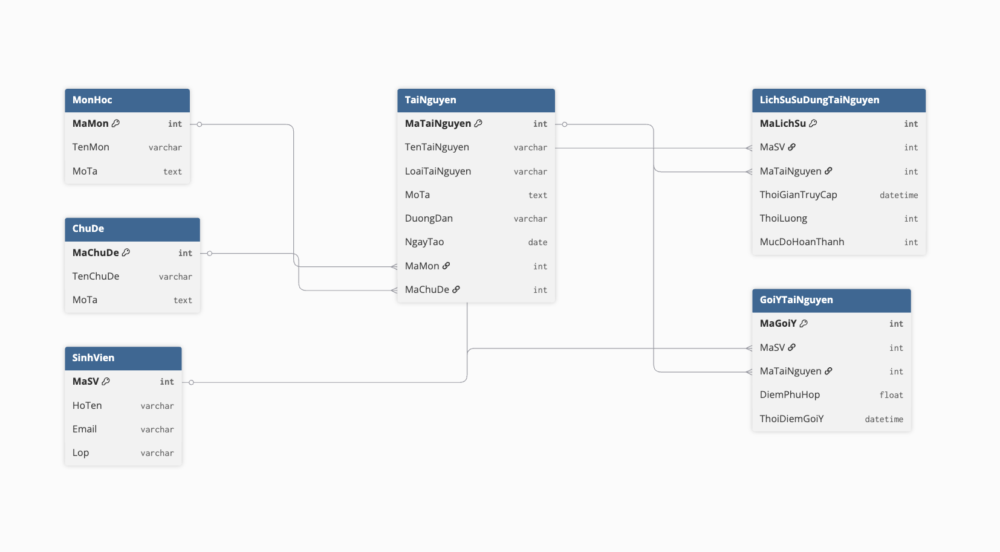 MonHoc
MaMon int
TenMon varchar
MoTa text
ChuDe
MaChuDe int
TenChuDe varchar
MoTa text
SinhVien
MaSV int
HoTen varchar
Email varchar
Lop varchar
TaiNguyen
MaTaiNguyen int
TenTaiNguyen varchar
LoaiTaiNguyen varchar
MoTa text
DuongDan varchar
NgayTao date
MaMon int
MaChuDe int
LichSuSuDungTaiNguyen
MaLichSu int
MaSV int
MaTaiNguyen int
ThoiGianTruyCap datetime
ThoiLuong int
MucDoHoanThanh int
GoiYTaiNguyen
MaGoiY int
MaSV int
MaTaiNguyen int
DiemPhuHop float
ThoiDiemGoiY datetime